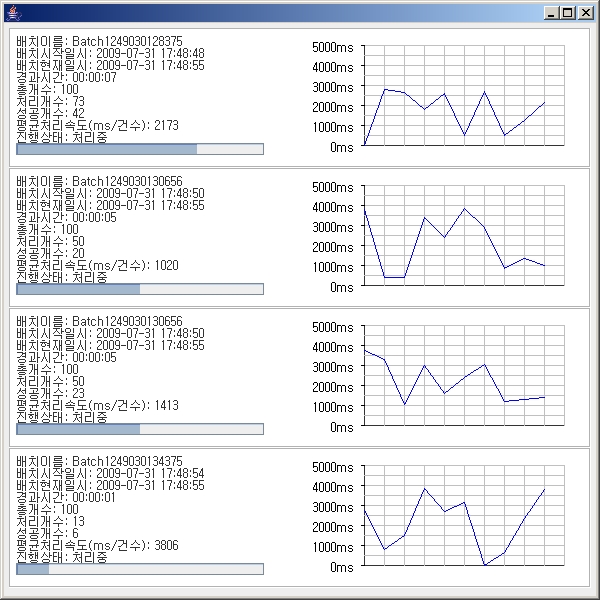 배치이름: Batch1249030128375
배치시작일시: 2009-07-31 17:48:48
배치현재일시: 2009-07-31 17:48:55
경과시간: 00:00:07
총개수: 100
처리개수: 73
성공개수: 42
평균처리속도(ms/건수): 2173
진행상태: 처리중
5000ms
4000ms
3000ms
2000ms
1000ms
0ms
배치이름: Batch1249030130656
배치시작일시: 2009-07-31 17:48:50
배치현재일시: 2009-07-31 17:48:55
경과시간: 00:00:05
총개수: 100
처리개수: 50
성공개수: 20
평균처리속도(ms/건수): 1020
진행상태: 처리중
5000ms
4000ms
3000ms
2000ms
1000ms
0ms
배치이름: Batch1249030130656
배치시작일시: 2009-07-31 17:48:50
배치현재일시: 2009-07-31 17:48:55
경과시간: 00:00:05
총개수: 100
처리개수: 50
성공개수: 23
평균처리속도(ms/건수): 1413
진행상태: 처리중
5000ms
4000ms
3000ms
2000ms
1000ms
0ms
배치이름: Batch1249030134375
배치시작일시: 2009-07-31 17:48:54
배치현재일시: 2009-07-31 17:48:55
경과시간: 00:00:01
총개수: 100
처리개수: 13
성공개수: 6
평균처리속도(ms/건수): 3806
진행상태: 처리중
5000ms
4000ms
3000ms
2000ms
1000ms
0ms